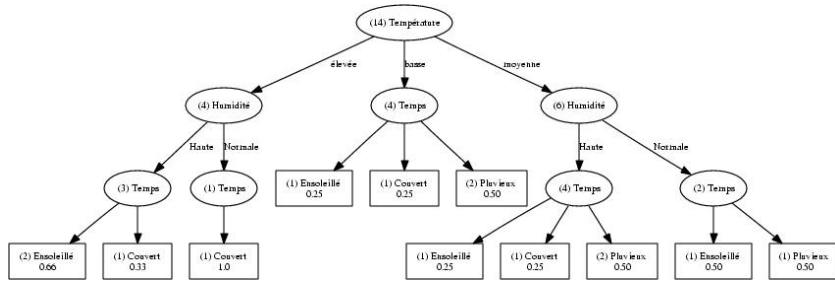 (14) Température
élevée
basse
moyenne
(4) Humidité
(4) Temps
(6) Humidité
Haute
Normale
Haute
Normale
(3) Temps
(1) Temps
(1) Ensoleillé
0.25
(1) Couvert
0.25
(2) Pluvieux
0.50
(4) Temps
(2) Temps
(2) Ensoleillé
0.66
(1) Couvert
0.33
(1) Couvert
1.0
(1) Ensoleillé
0.25
(1) Couvert
0.25
(2) Pluvieux
0.50
(1) Ensoleillé
0.50
(1) Pluvieux
0.50